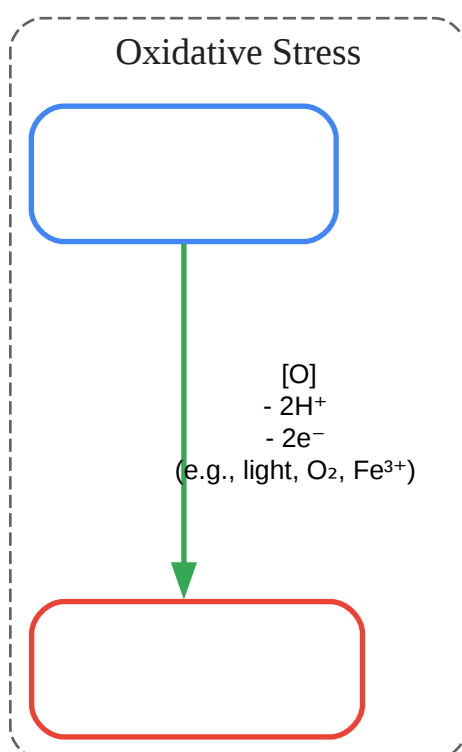 Oxidative Stress
[O]
- 2H⁺
- 2e⁻
(e.g., light, O₂, Fe³⁺)